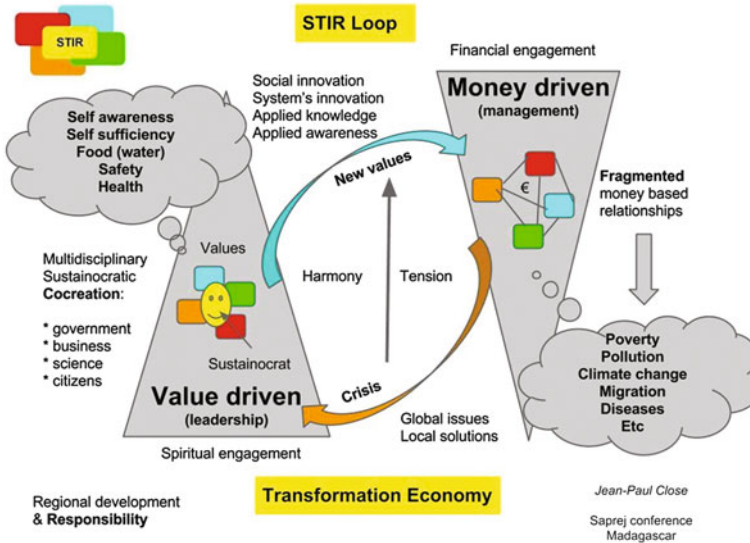 STIR Loop
STIR
Financial engagement
Money driven
(management)
Social innovation
System's innovation
Applied knowledge
Applied awareness
Self awareness
Self sufficiency
Food (water)
Safety
Health
New values
€
Fragmented
money based
relationships
Values
Multidisciplinary
Sustainocratic
Cocreation:
* government
* business
* science
* citizens
Harmony
Tension
Sustainocrat
Poverty
Pollution
Climate change
Migration
Diseases
Etc
Value driven
(leadership)
Crisis
Global issues
Local solutions
Spiritual engagement
Transformation Economy
Regional development
& Responsibility
Jean-Paul Close
Saprej conference
Madagascar